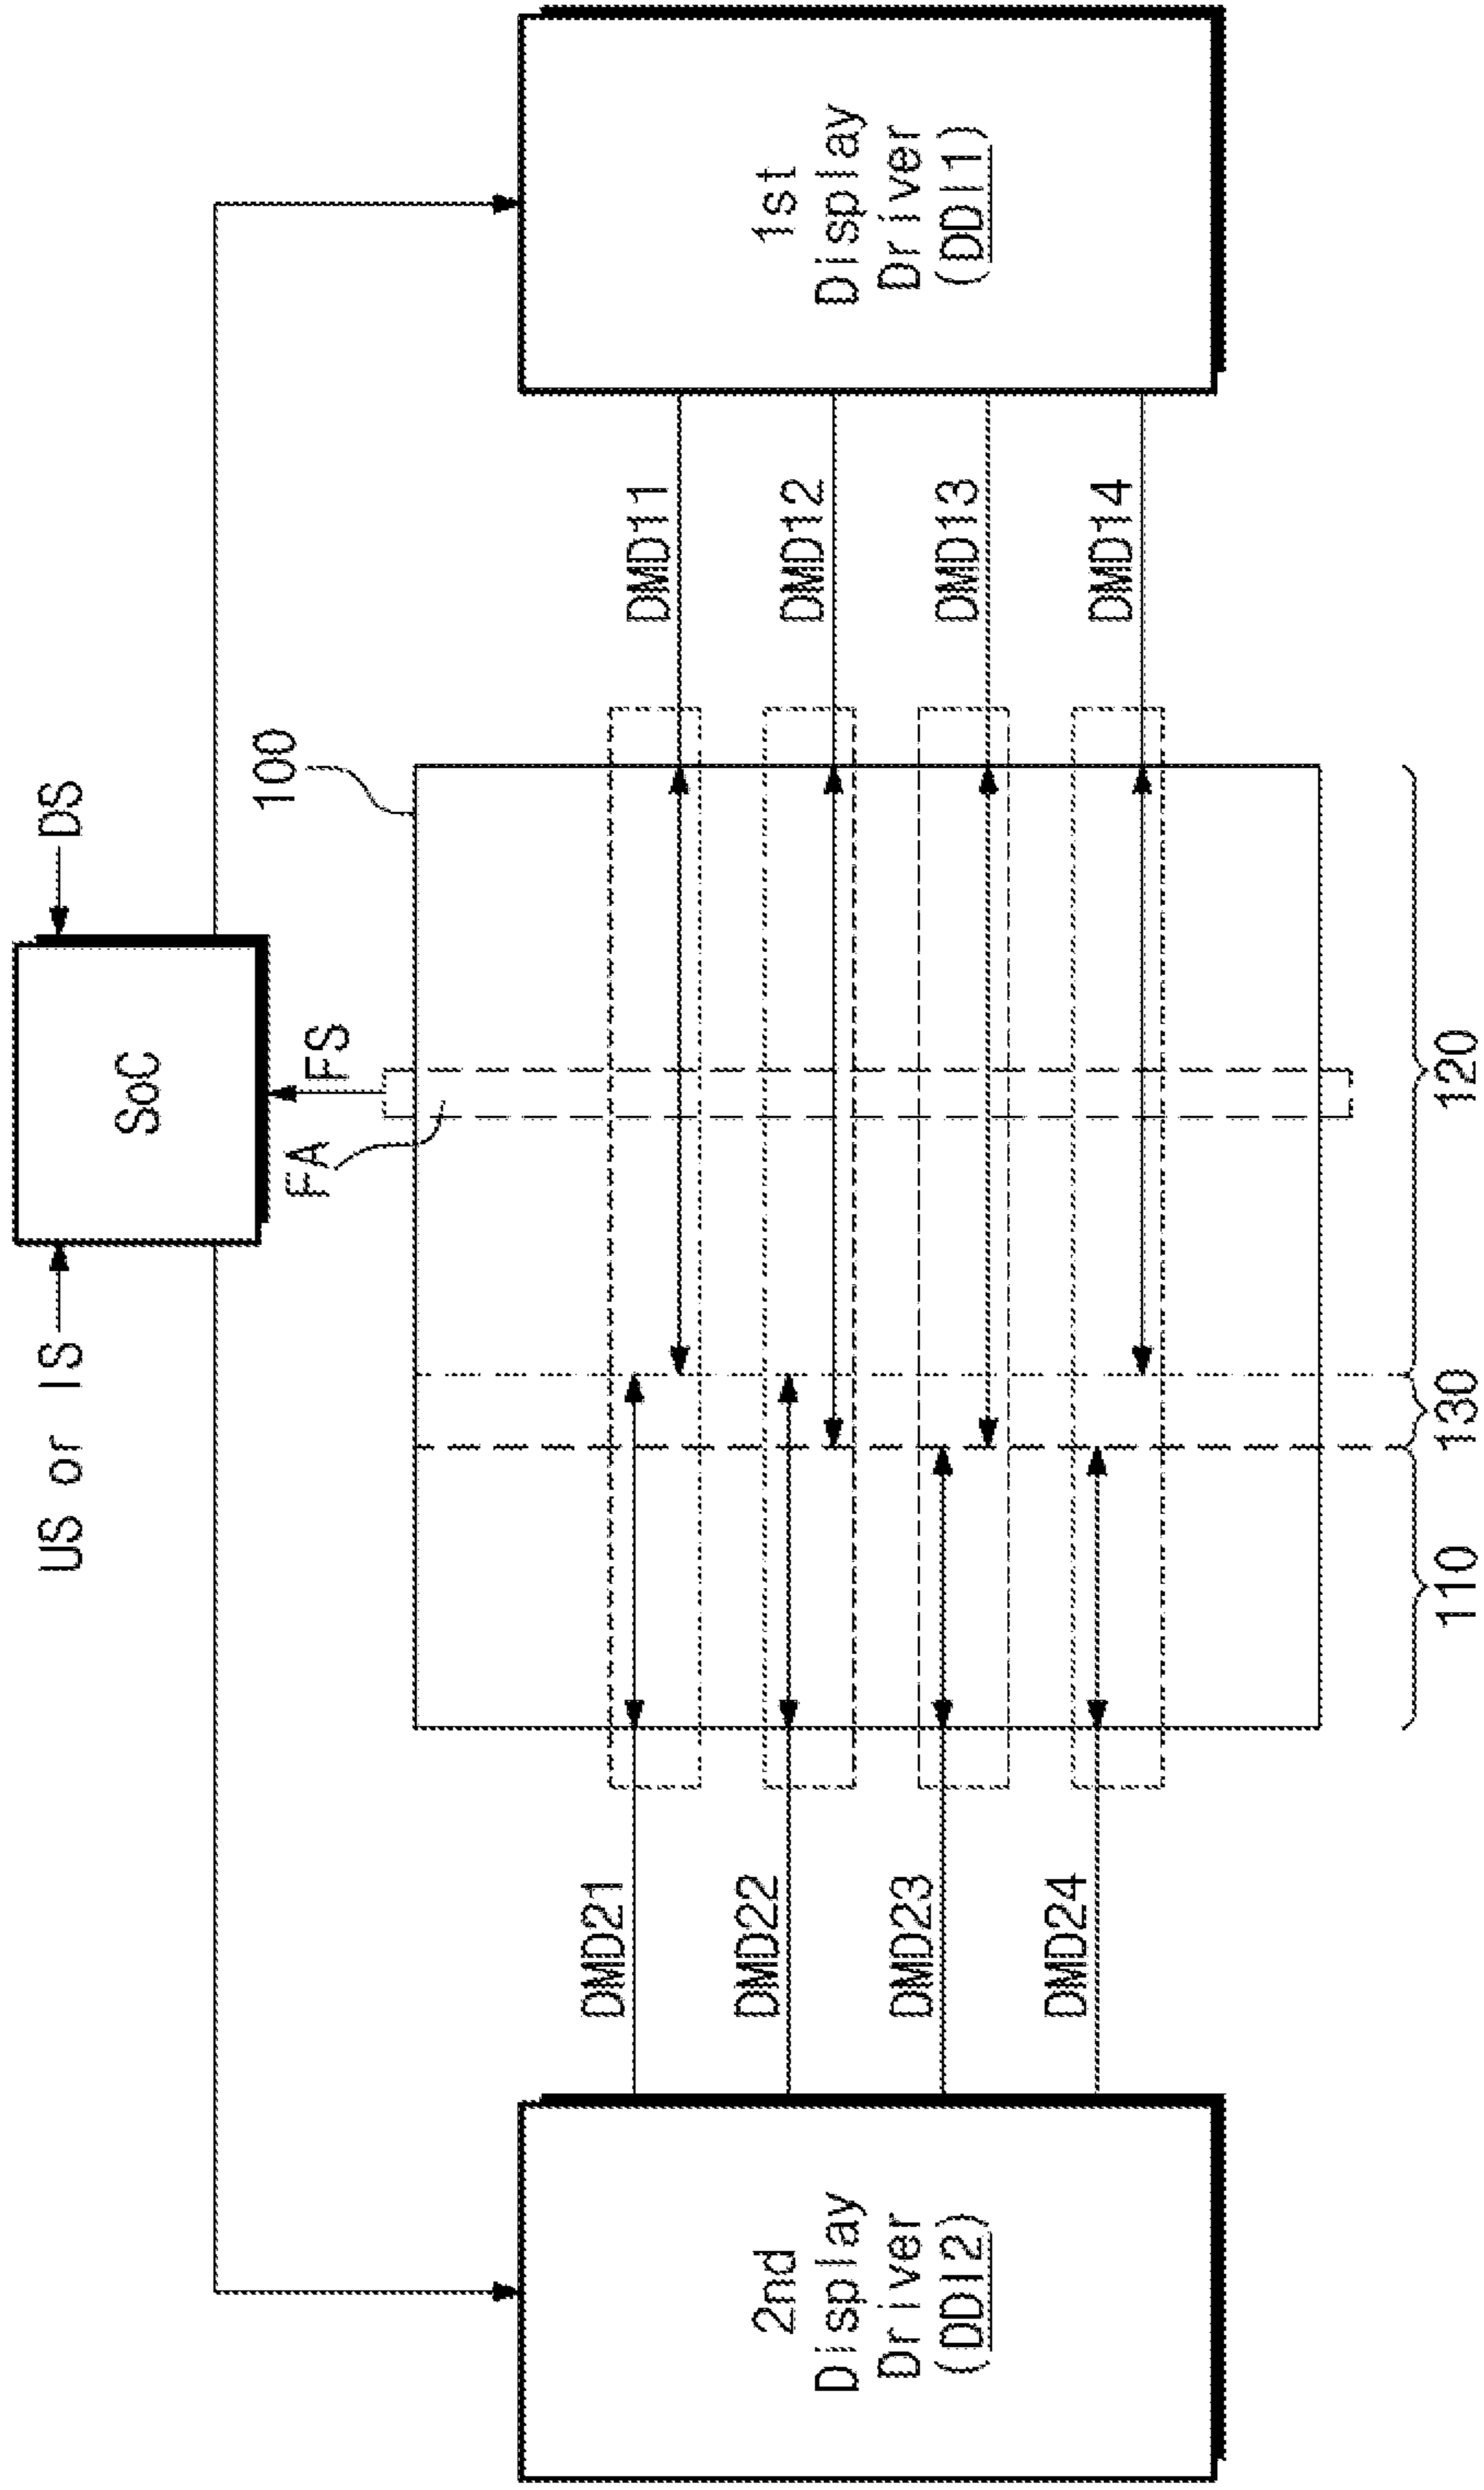 US or IS
DS
SoC
FS
FA
100
2nd
Display
Driver
(DDI2)
DMD21
DMD22
DMD23
DMD24
DMD11
DMD12
DMD13
DMD14
1st
Display
Driver
(DDI1)
110
130
120